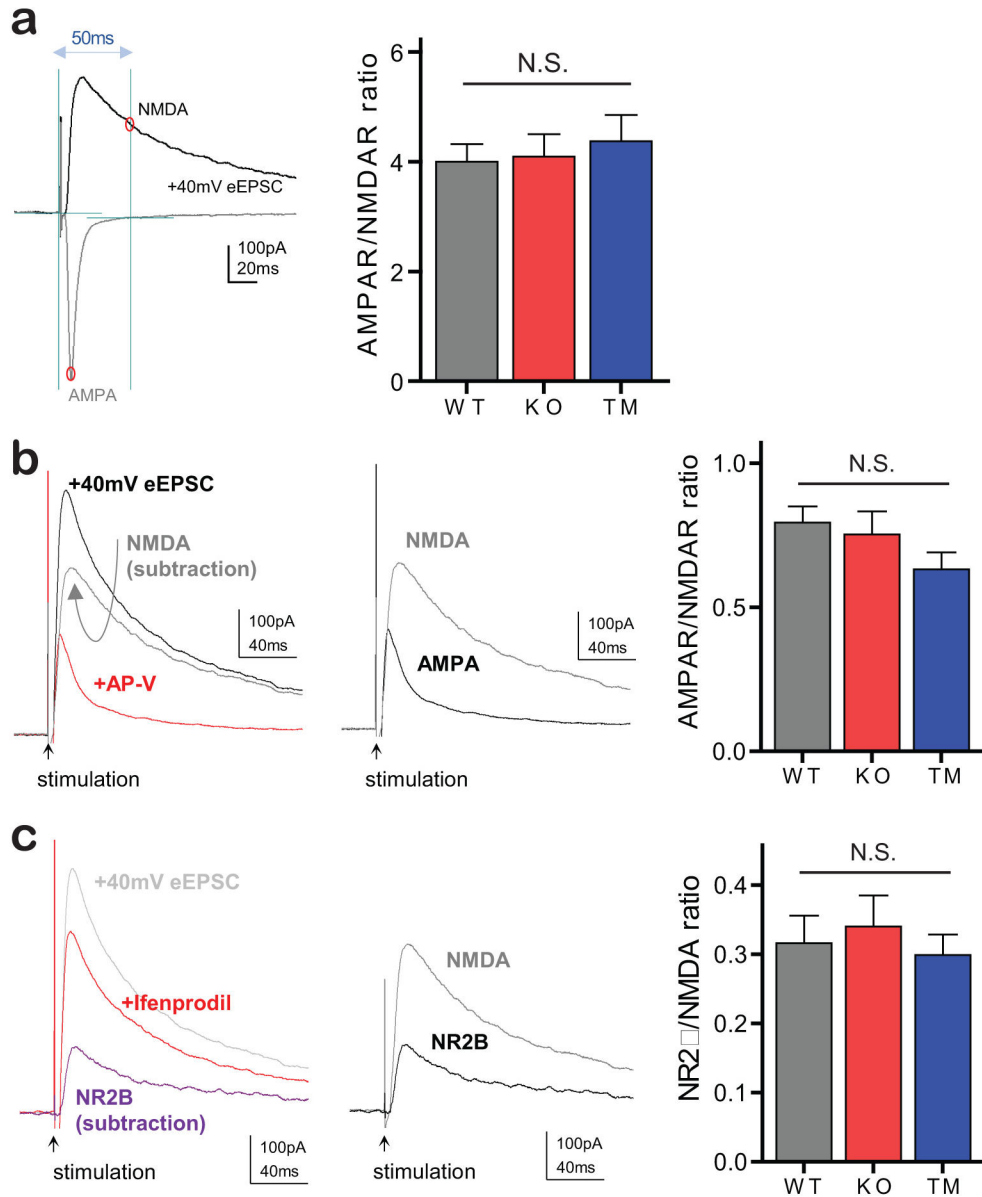 a
50ms
NMDA
+40mV eEPSC
100pA
20ms
AMPA
AMPAR/NMDAR ratio
6
4
2
0
N.S.
WT KO TM
b
+40mV eEPSC
NMDA
(subtraction)
+AP-V
100pA
40ms
stimulation
NMDA
AMPA
100pA
40ms
stimulation
AMPAR/NMDAR ratio
1.0
0.5
0.0
N.S.
WT KO TM
c
+40mV eEPSC
+Ifenprodil
NR2B
(subtraction)
100pA
40ms
stimulation
NMDA
NR2B
100pA
40ms
stimulation
NR2□/NMDA ratio
0.4
0.3
0.2
0.1
0.0
N.S.
WT KO TM